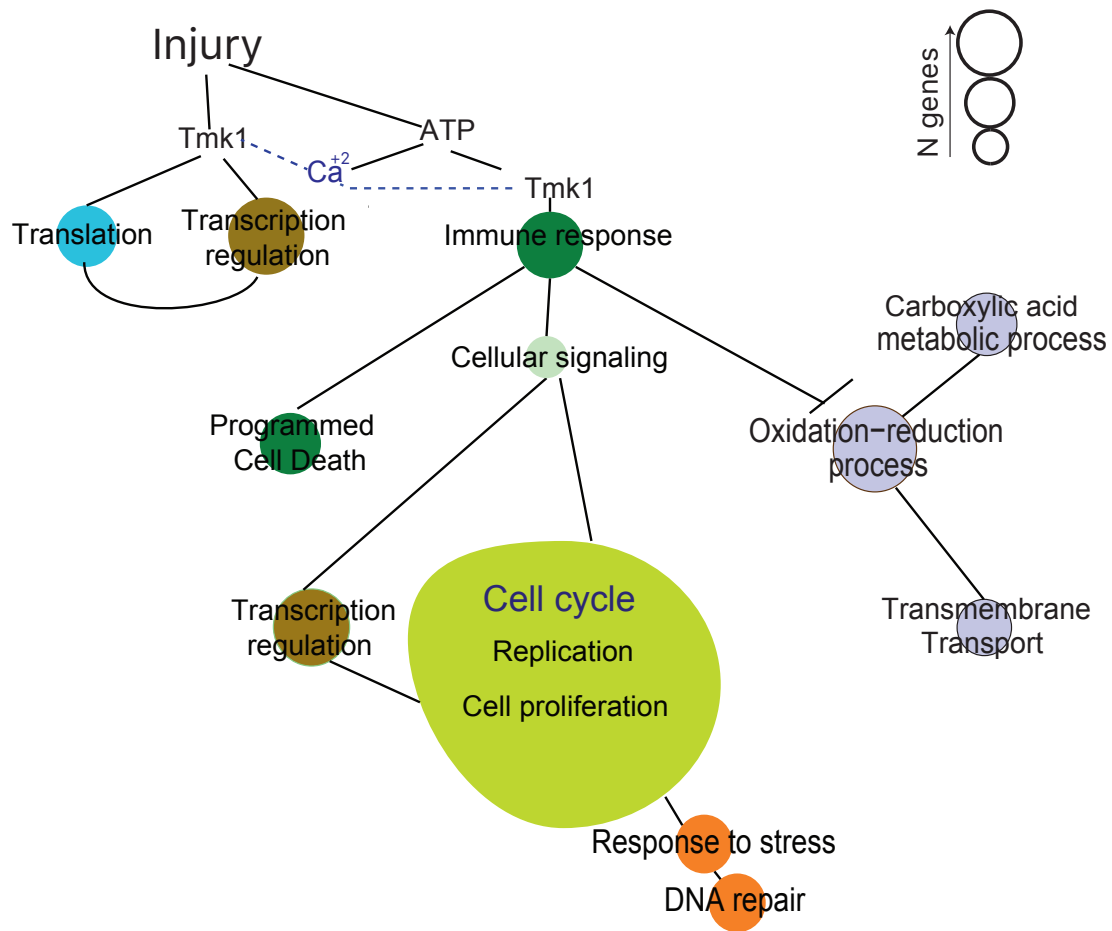 Injury
N genes
Tmk1
ATP
Ca+2
Tmk1
Translation
Transcription
regulation
Immune response
Carboxylic acid
metabolic process
Cellular signaling
Programmed
Cell Death
Oxidation−reduction
process
Cell cycle
Replication
Cell proliferation
Transcription
regulation
Transmembrane
Transport
Response to stress
DNA repair